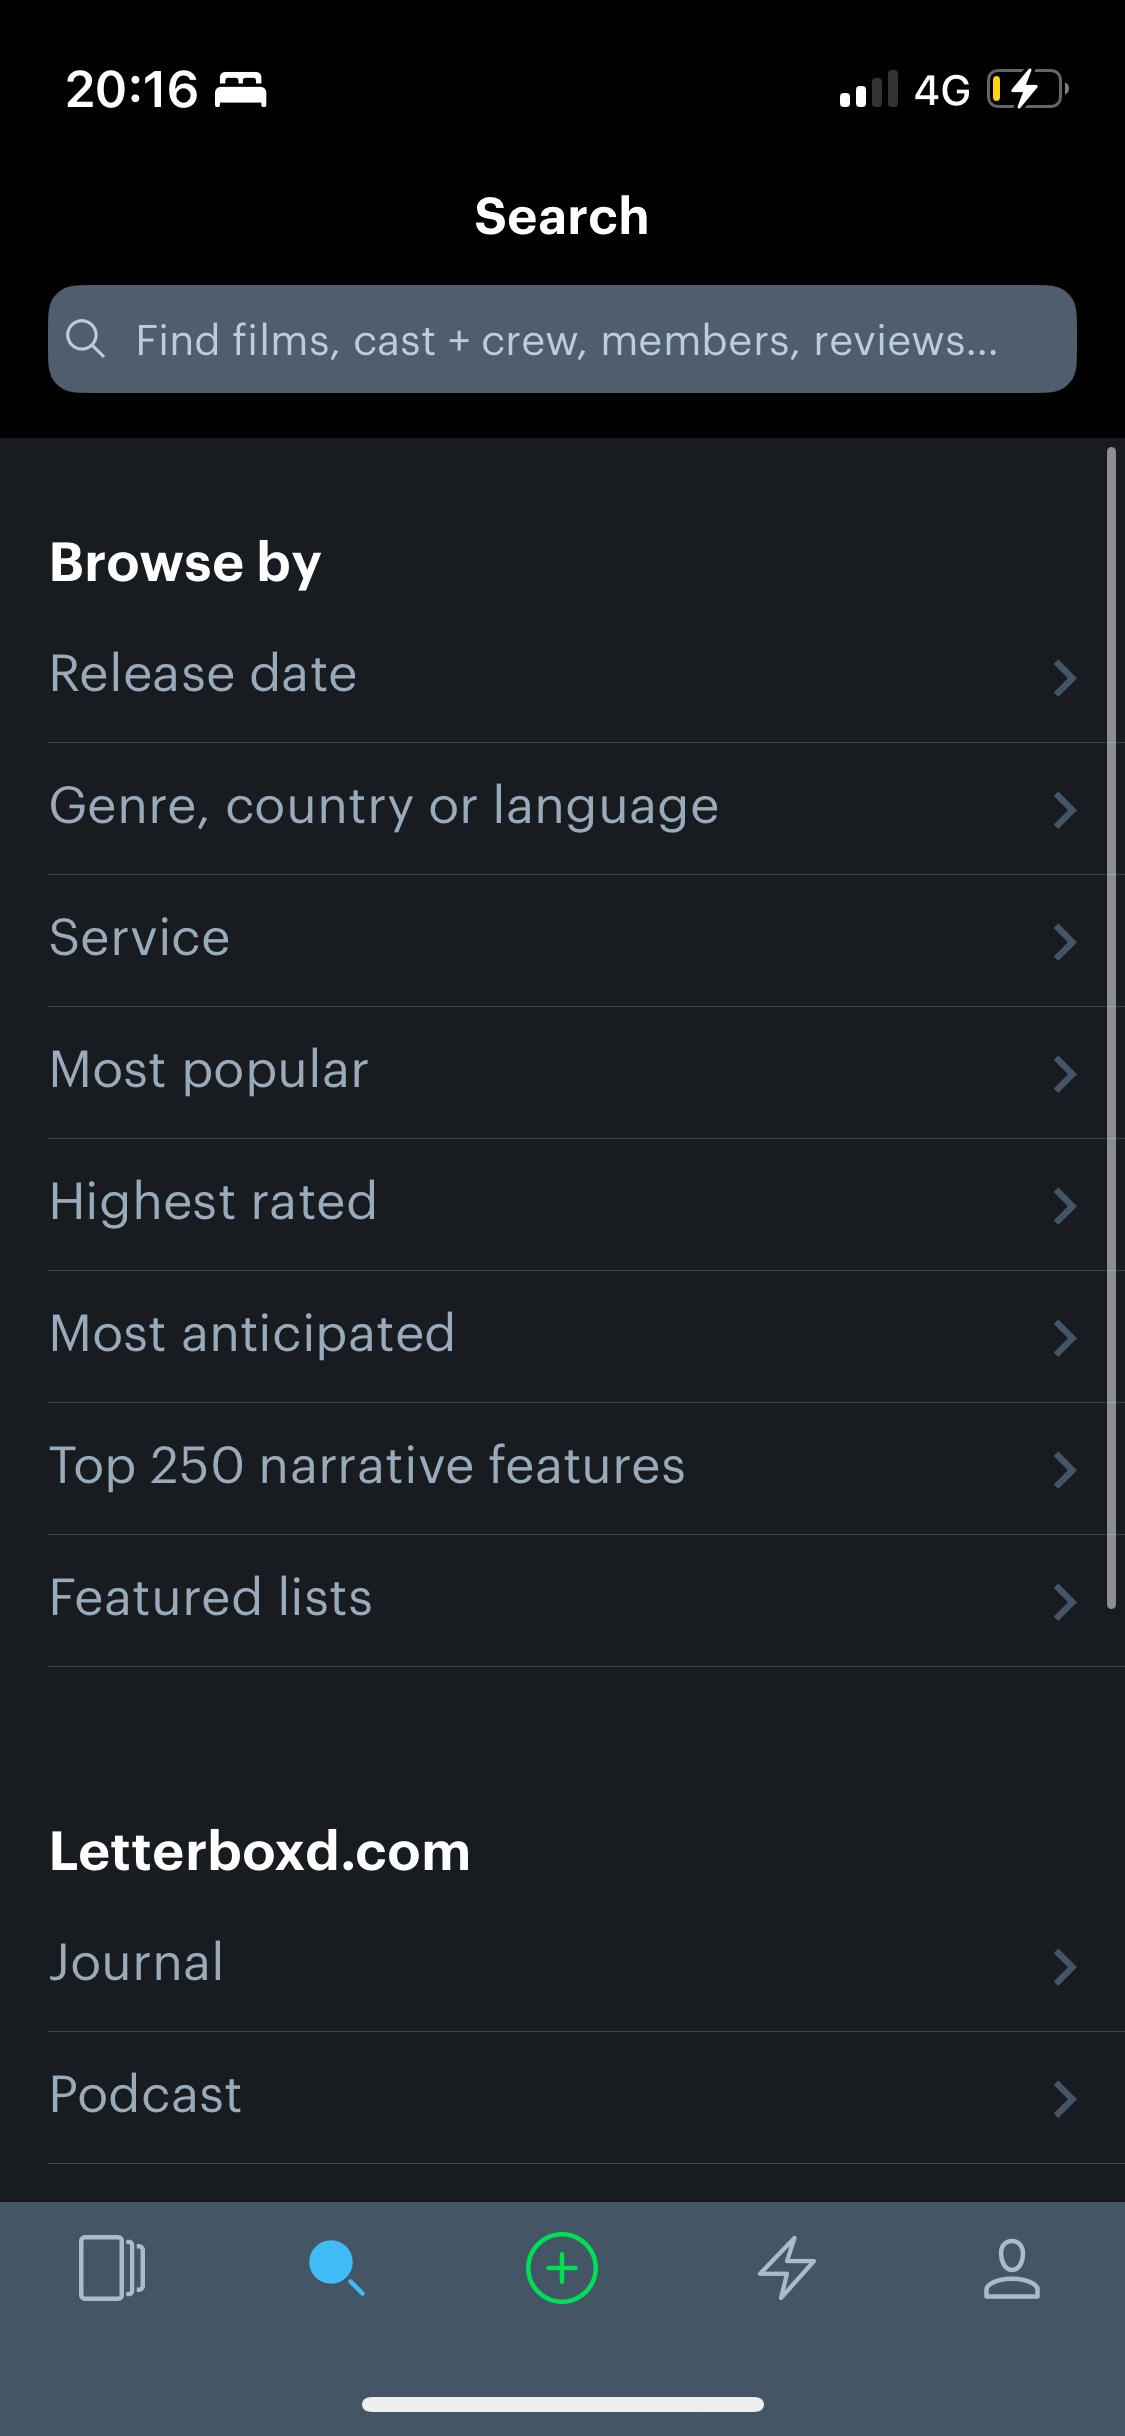 20:16
4G
Search
Find films, cast + crew, members, reviews...
Browse by
Release date
Genre, country or language
Service
Most popular
Highest rated
Most anticipated
Top 250 narrative features
Featured lists
Letterboxd.com
Journal
Podcast